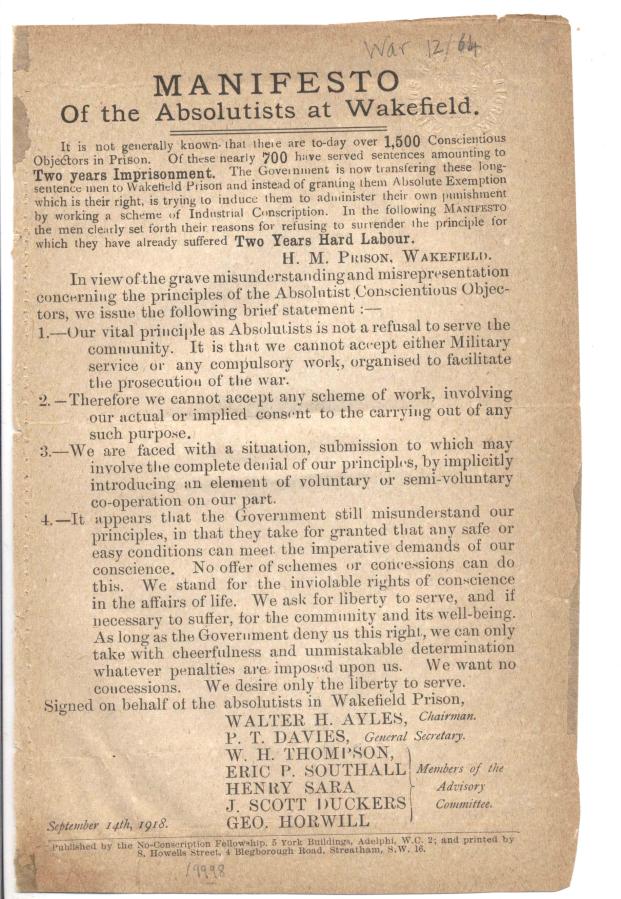 War 12/64
MANIFESTO
Of the Absolutists at Wakefield.
It is not generally known that there are to-day over 1,500 Conscientious
Objectors in Prison. Of these nearly 700 have served sentences amounting to
Two years Imprisonment. The Government is now transfering these long-
sentence men to Wakefield Prison and instead of granting them Absolute Exemption
which is their right, is trying to induce them to administer their own punishment
by working a scheme of Industrial Conscription. In the following MANIFESTO
the men clearly set forth their reasons for refusing to surrender the principle for
which they have already suffered Two Years Hard Labour.
H. M. PRISON, WAKEFIELD.
In view of the grave misunderstanding and misrepresentation
concerning the principles of the Absolutist Conscientious Objec-
tors, we issue the following brief statement :—
1.—Our vital principle as Absolutists is not a refusal to serve the
community. It is that we cannot accept either Military
service or any compulsory work, organised to facilitate
the prosecution of the war.
2.—Therefore we cannot accept any scheme of work, involving
our actual or implied consent to the carrying out of any
such purpose.
3.—We are faced with a situation, submission to which may
involve the complete denial of our principles, by implicitly
introducing an element of voluntary or semi-voluntary
co-operation on our part.
4.—It appears that the Government still misunderstand our
principles, in that they take for granted that any safe or
easy conditions can meet the imperative demands of our
conscience. No offer of schemes or concessions can do
this. We stand for the inviolable rights of conscience
in the affairs of life. We ask for liberty to serve, and if
necessary to suffer, for the community and its well-being.
As long as the Government deny us this right, we can only
take with cheerfulness and unmistakable determination
whatever penalties are imposed upon us. We want no
concessions. We desire only the liberty to serve.
Signed on behalf of the absolutists in Wakefield Prison,
WALTER H. AYLES, Chairman.
P. T. DAVIES, General Secretary.
W. H. THOMPSON,
ERIC P. SOUTHALL Members of the
HENRY SARA Advisory
J. SCOTT DUCKERS Committee.
September 14th, 1918. GEO. HORWILL
Published by the No-Conscription Fellowship, 5 York Buildings, Adelphi, W.C. 2; and printed by
S. Howells Street, 4 Blegborough Road, Streatham, S.W. 16.
19998